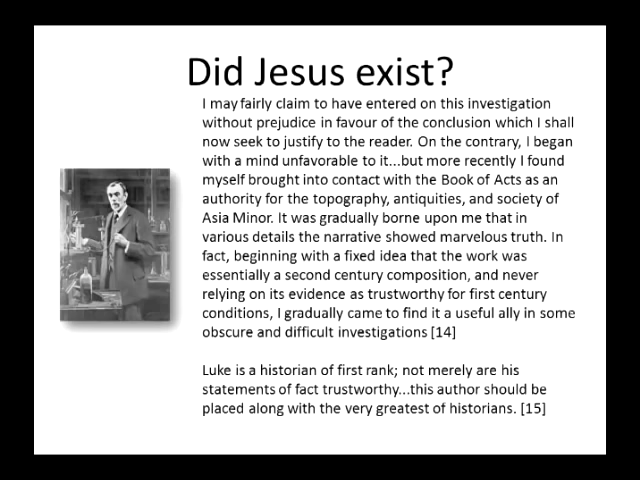 Did Jesus exist?
I may fairly claim to have entered on this investigation
without prejudice in favour of the conclusion which I shall
now seek to justify to the reader. On the contrary, I began
with a mind unfavorable to it...but more recently I found
myself brought into contact with the Book of Acts as an
authority for the topography, antiquities, and society of
Asia Minor. It was gradually borne upon me that in
various details the narrative showed marvelous truth. In
fact, beginning with a fixed idea that the work was
essentially a second century composition, and never
relying on its evidence as trustworthy for first century
conditions, I gradually came to find it a useful ally in some
obscure and difficult investigations [14]
Luke is a historian of first rank; not merely are his
statements of fact trustworthy...this author should be
placed along with the very greatest of historians. [15]